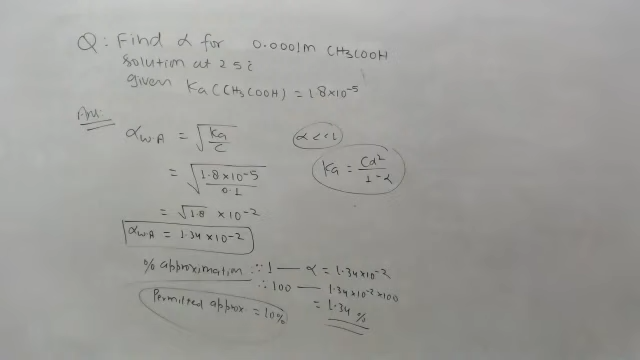 Q: Find α for 0.0001M CH3COOH
solution at 25°C
given Ka(CH3COOH) = 1.8×10-5
Ans:
αW.A = √Ka/C α<<1
= √1.8×10-5/0.1 Ka = Cα²/1-α
= √1.8 × 10-2
αW.A = 1.34×10-2
% approximation ∵ 1 — α = 1.34×10-2
∴ 100 — 1.34×10-2×100
= 1.34 %
Permitted approx = 10%